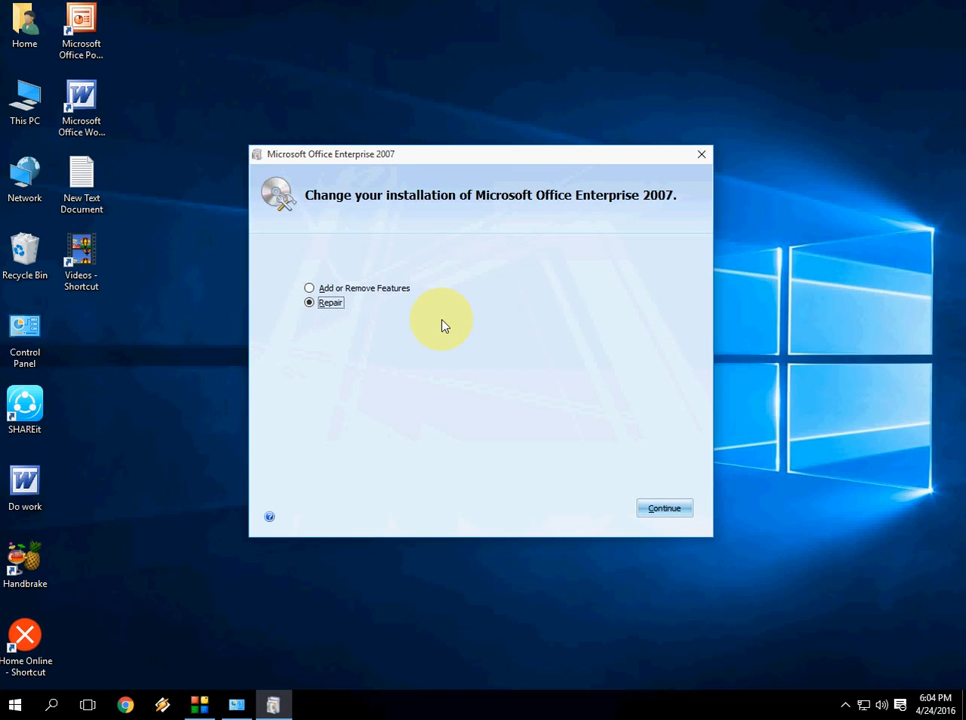 Home
Microsoft
Office Po...
This PC
Microsoft
Office Wo...
Network
New Text
Document
Recycle Bin
Videos -
Shortcut
Control
Panel
SHAREit
Do work
Handbrake
Home Online
- Shortcut
Microsoft Office Enterprise 2007
Change your installation of Microsoft Office Enterprise 2007.
Add or Remove Features
Repair
Continue
6:04 PM
4/24/2016